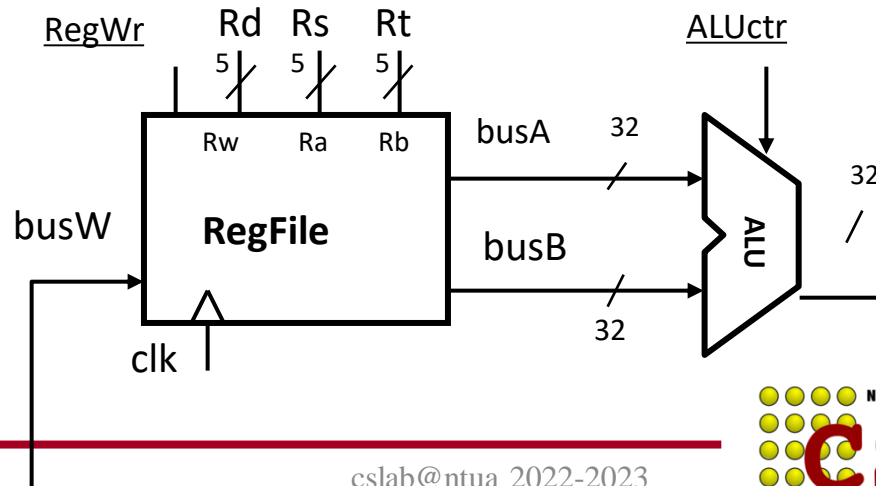 RegWr Rd Rs Rt ALUctr
5 5 5
Rw Ra Rb busA 32 32
busW RegFile busB ALU
32
clk
N
C
cslab@ntua 2022-2023